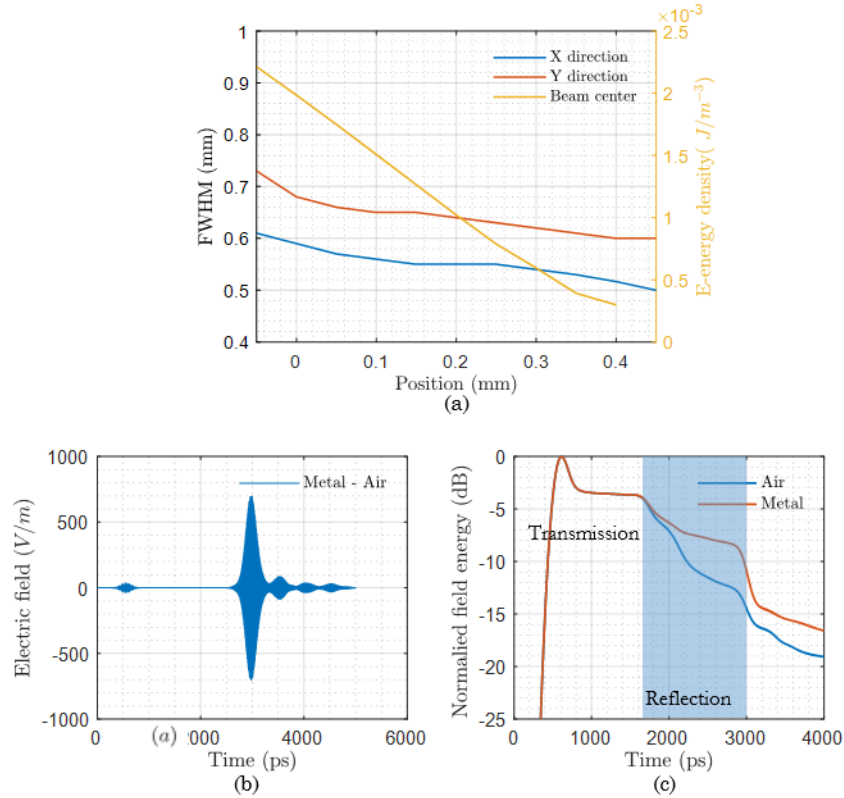 ×10⁻³
1 2.5
X direction
Y direction
Beam center
0.9
0.8 2
0.7 1.5
FWHM (mm)
E-energy density( J/m⁻³)
0.6 1
0.5 0.5
0.4 0
0 0.1 0.2 0.3 0.4
Position (mm)
(a)
1000 0
Metal - Air
Air
Metal
500 -5
Transmission
Electric field (V/m)
Normalied field energy (dB)
0 -10
-15
-500 -20
Reflection
-1000 -25
0 (a) 2000 4000 6000 0 1000 2000 3000 4000
Time (ps) Time (ps)
(b) (c)